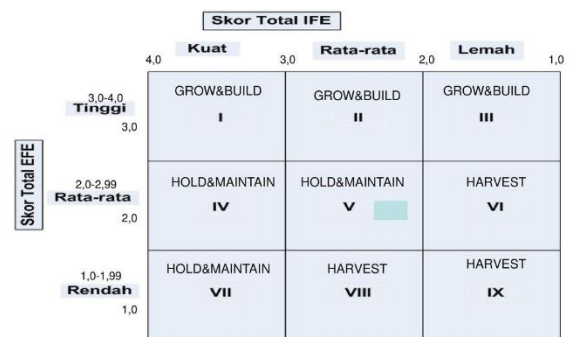 Skor Total IFE
Kuat
Rata-rata
Lemah
4,0
3,0
2,0
1,0
Skor Total EFE
3,0-4,0
Tinggi
3,0
GROW&BUILD
I
GROW&BUILD
II
GROW&BUILD
III
2,0-2,99
Rata-rata
2,0
HOLD&MAINTAIN
IV
HOLD&MAINTAIN
V
HARVEST
VI
1,0-1,99
Rendah
1,0
HOLD&MAINTAIN
VII
HARVEST
VIII
HARVEST
IX